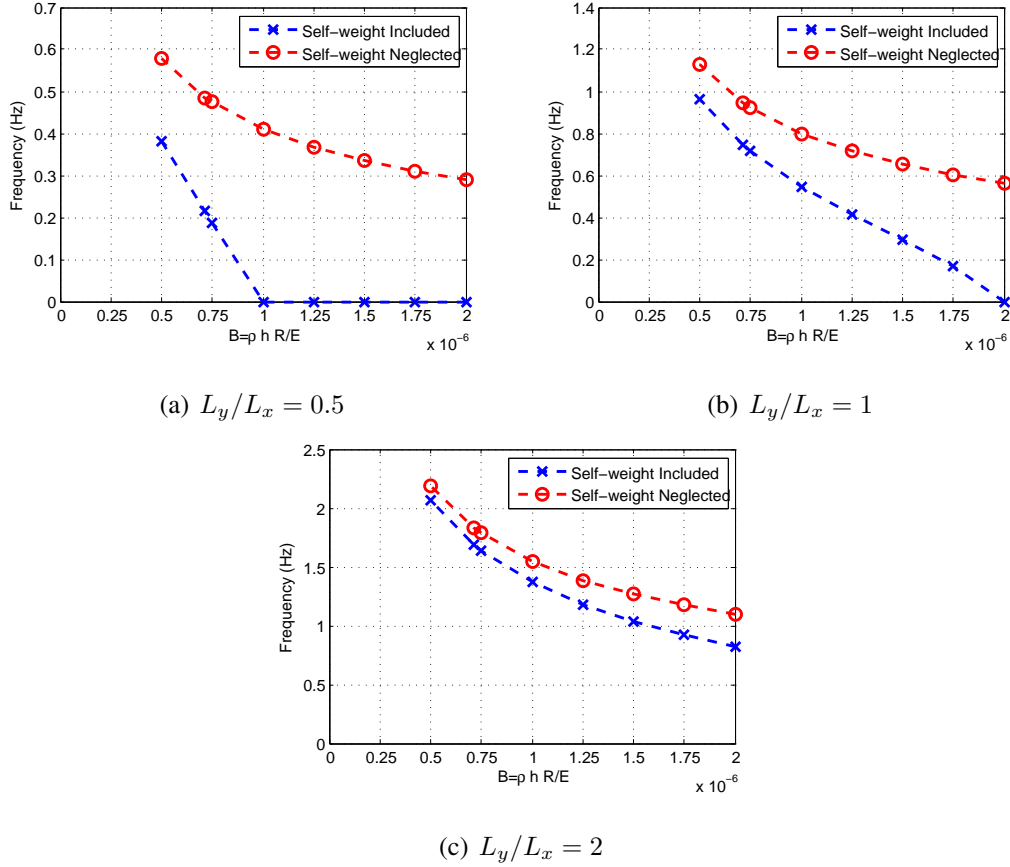 0.7
0.6
0.5
0.4
0.3
0.2
0.1
0
Frequency (Hz)
Self-weight Included
Self-weight Neglected
0 0.25 0.5 0.75 1 1.25 1.5 1.75 2
B=ρ h R/E
x 10⁻⁶
(a) L_y/L_x = 0.5
1.4
1.2
1
0.8
0.6
0.4
0.2
0
Frequency (Hz)
Self-weight Included
Self-weight Neglected
0 0.25 0.5 0.75 1 1.25 1.5 1.75 2
B=ρ h R/E
x 10⁻⁶
(b) L_y/L_x = 1
2.5
2
1.5
1
0.5
0
Frequency (Hz)
Self-weight Included
Self-weight Neglected
0 0.25 0.5 0.75 1 1.25 1.5 1.75 2
B=ρ h R/E
x 10⁻⁶
(c) L_y/L_x = 2